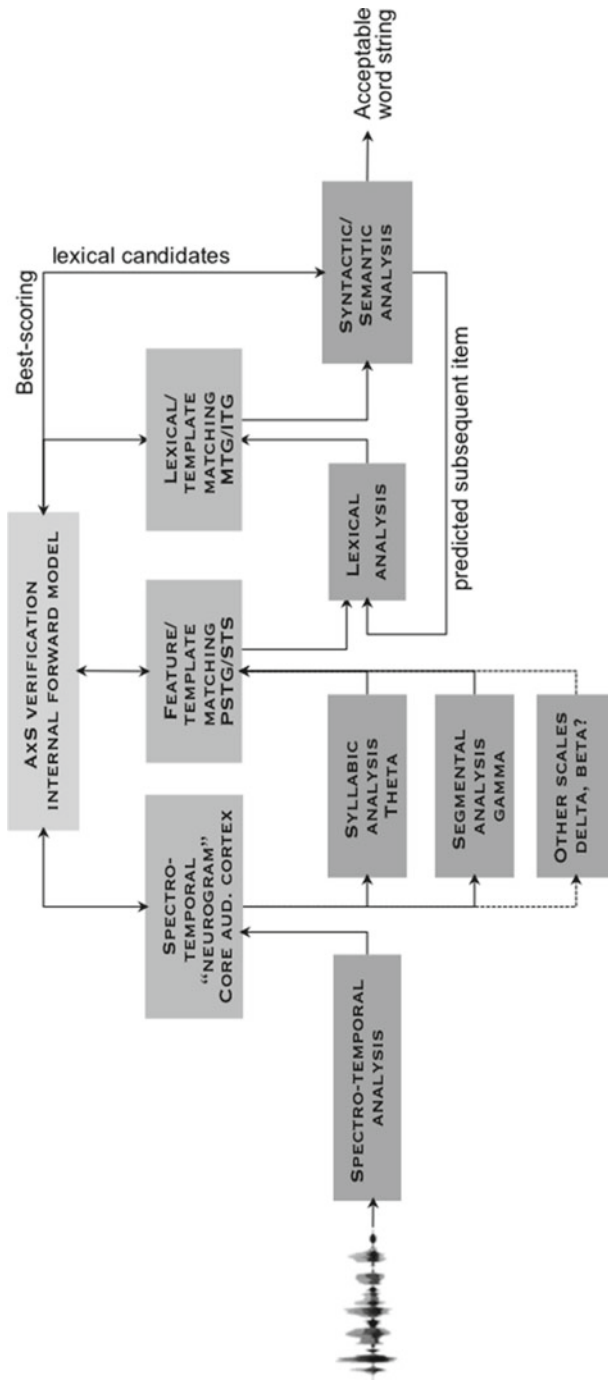 Spectro-temporal
analysis
Spectro-
temporal
“neurogram”
Core aud. cortex
Syllabic
analysis
Theta
Segmental
analysis
gamma
Other scales
delta, beta?
AxS verification
internal forward model
Feature/
template
matching
pSTG/STS
Lexical
analysis
Lexical/
template
matching
MTG/ITG
Best-scoring
lexical candidates
predicted subsequent item
Syntactic/
Semantic
analysis
Acceptable
word string